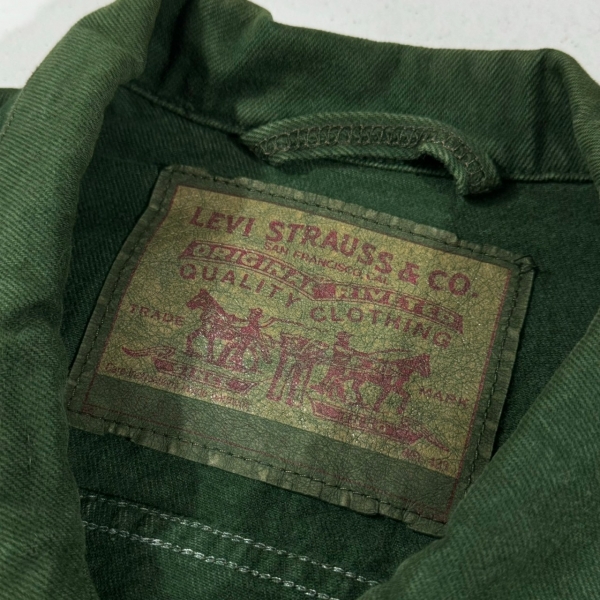 LEVI STRAUSS & CO.
SAN FRANCISCO, CAL.
ORIGINAL RIVETED
QUALITY CLOTHING
TRADE MARK